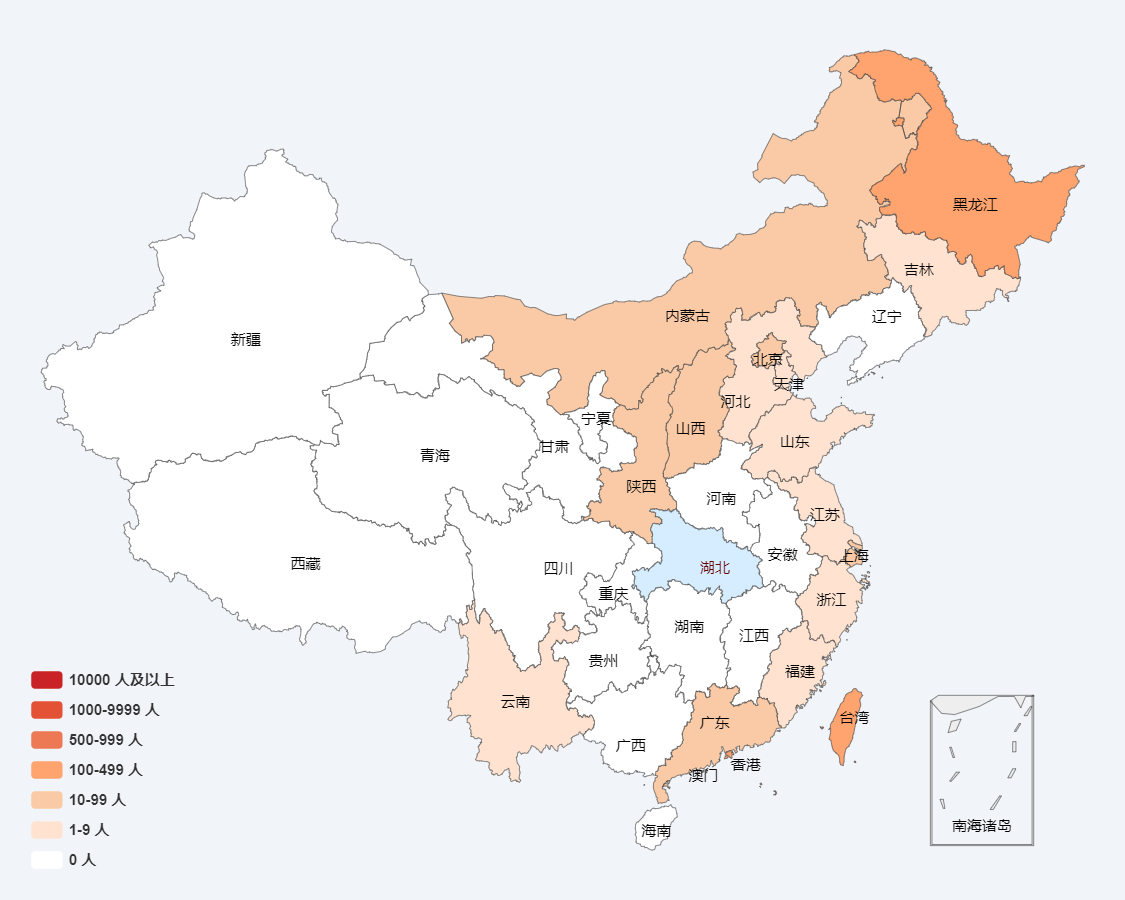 黑龙江
吉林
辽宁
内蒙古
新疆
北京
天津
河北
宁夏
山西
山东
甘肃
青海
陕西
河南
江苏
上海
安徽
西藏
四川
湖北
重庆
浙江
湖南
江西
贵州
福建
云南
台湾
广东
广西
香港
澳门
海南
南海诸岛
10000 人及以上
1000-9999 人
500-999 人
100-499 人
10-99 人
1-9 人
0 人